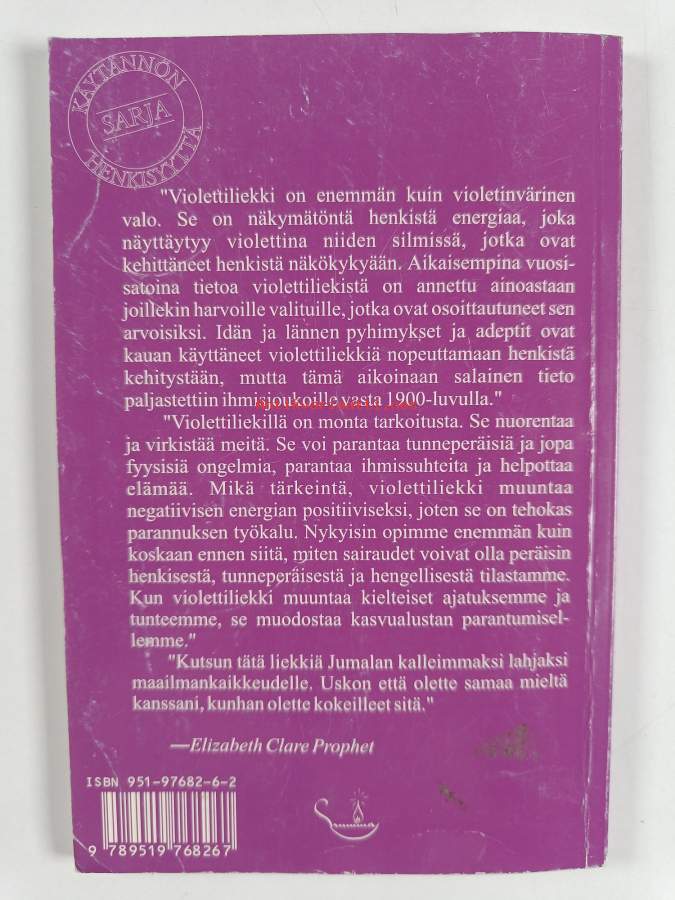 KÄYTÄNNÖN
SARJA
HENKISYYTTÄ
"Violettiliekki on enemmän kuin violetinvärinen
valo. Se on näkymätöntä henkistä energiaa, joka
näyttäytyy violettina niiden silmissä, jotka ovat
kehittäneet henkistä näkökykyään. Aikaisempina vuosi-
satoina tietoa violettiliekistä on annettu ainoastaan
joillekin harvoille valituille, jotka ovat osoittautuneet sen
arvoisiksi. Idän ja lännen pyhimykset ja adeptit ovat
kauan käyttäneet violettiliekkiä nopeuttamaan henkistä
kehitystään, mutta tämä aikoinaan salainen tieto
paljastettiin ihmisjoukoille vasta 1900-luvulla."
"Violettiliekillä on monta tarkoitusta. Se nuorentaa
ja virkistää meitä. Se voi parantaa tunneperäisiä ja jopa
fyysisiä ongelmia, parantaa ihmissuhteita ja helpottaa
elämää. Mikä tärkeintä, violettiliekki muuntaa
negatiivisen energian positiiviseksi, joten se on tehokas
parannuksen työkalu. Nykyisin opimme enemmän kuin
koskaan ennen siitä, miten sairaudet voivat olla peräisin
henkisestä, tunneperäisestä ja hengellisestä tilastamme.
Kun violettiliekki muuntaa kielteiset ajatuksemme ja
tunteemme, se muodostaa kasvualustan parantumisel-
lemme."
"Kutsun tätä liekkiä Jumalan kalleimmaksi lahjaksi
maailmankaikkeudelle. Uskon että olette samaa mieltä
kanssani, kunhan olette kokeilleet sitä."
—Elizabeth Clare Prophet
ISBN 951-97682-6-2
9 789519 768267